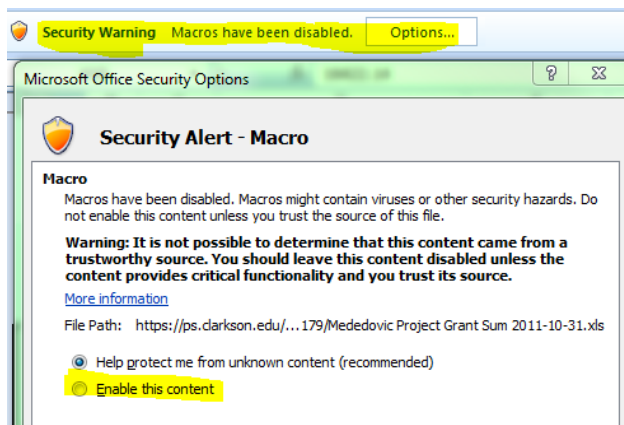 Security Warning Macros have been disabled. Options...
Microsoft Office Security Options
Security Alert - Macro
Macro
Macros have been disabled. Macros might contain viruses or other security hazards. Do
not enable this content unless you trust the source of this file.
Warning: It is not possible to determine that this content came from a
trustworthy source. You should leave this content disabled unless the
content provides critical functionality and you trust its source.
More information
File Path: https://ps.clarkson.edu/...179/Mededovic Project Grant Sum 2011-10-31.xls
Help protect me from unknown content (recommended)
Enable this content